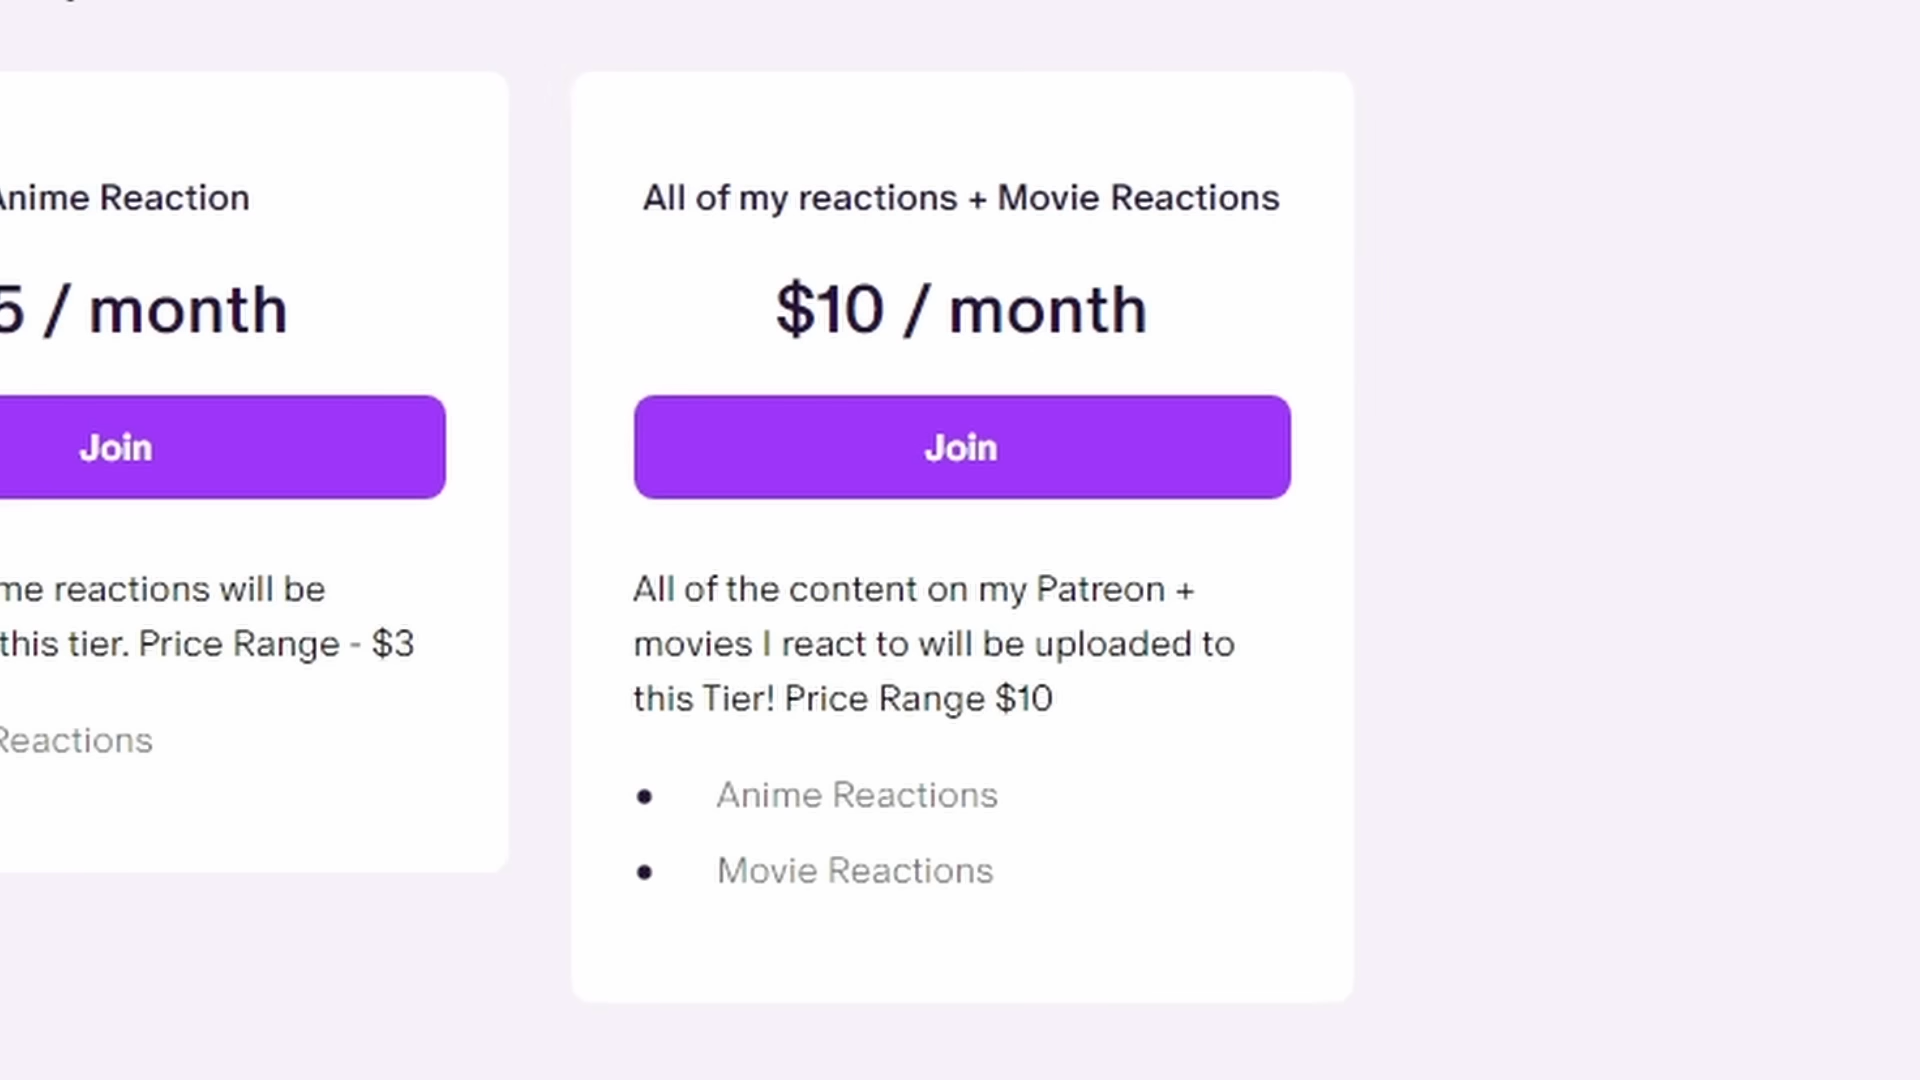 Anime Reaction
5 / month
Join
me reactions will be
this tier. Price Range - $3
Reactions
All of my reactions + Movie Reactions
$10 / month
Join
All of the content on my Patreon +
movies I react to will be uploaded to
this Tier! Price Range $10
• Anime Reactions
• Movie Reactions